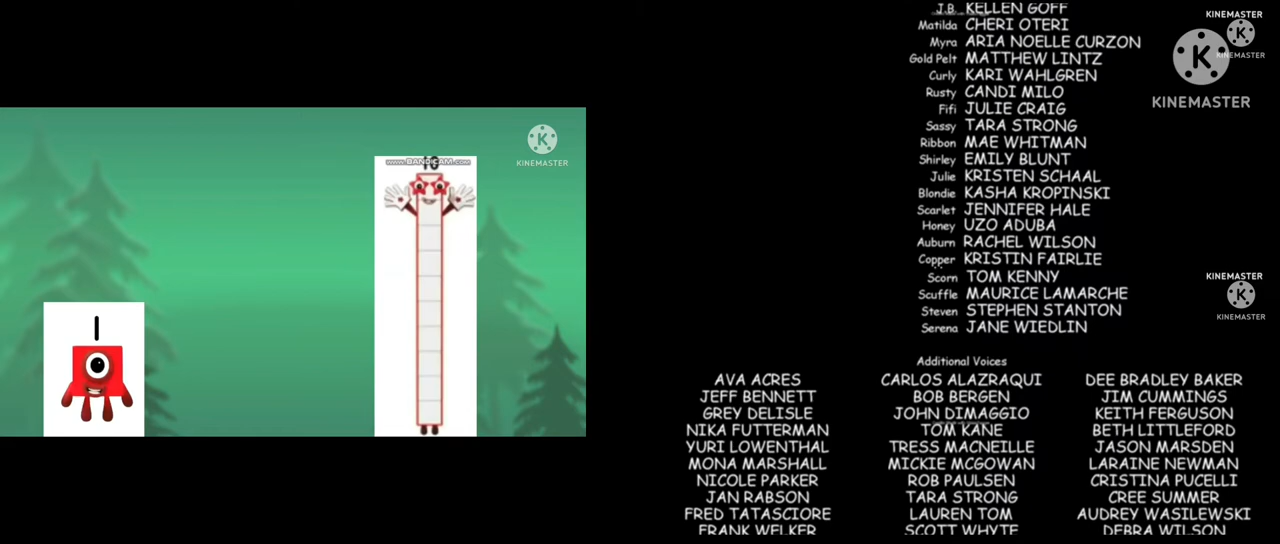 KINEMASTER
WWW.BANDICAM.COM
10
1
J.B. KELLEN GOFF
Matilda CHERI OTERI
Myra ARIA NOELLE CURZON
Gold Pelt MATTHEW LINTZ
Curly KARI WAHLGREN
Rusty CANDI MILO
Fifi JULIE CRAIG
Sassy TARA STRONG
Ribbon MAE WHITMAN
Shirley EMILY BLUNT
Julie KRISTEN SCHAAL
Blondie KASHA KROPINSKI
Scarlet JENNIFER HALE
Honey UZO ADUBA
Auburn RACHEL WILSON
Copper KRISTIN FAIRLIE
Scorn TOM KENNY
Scuffle MAURICE LAMARCHE
Steven STEPHEN STANTON
Serena JANE WIEDLIN
Additional Voices
AVA ACRES CARLOS ALAZRAQUI DEE BRADLEY BAKER
JEFF BENNETT BOB BERGEN JIM CUMMINGS
GREY DELISLE JOHN DIMAGGIO KEITH FERGUSON
NIKA FUTTERMAN TOM KANE BETH LITTLEFORD
YURI LOWENTHAL TRESS MACNEILLE JASON MARSDEN
MONA MARSHALL MICKIE MCGOWAN LARAINE NEWMAN
NICOLE PARKER ROB PAULSEN CRISTINA PUCELLI
JAN RABSON TARA STRONG CREE SUMMER
FRED TATASCIORE LAUREN TOM AUDREY WASILEWSKI
FRANK WELKER SCOTT WHYTE DEBRA WILSON
KINEMASTER
K
KINEMASTER
KINEMASTER
KINEMASTER
K
KINEMASTER